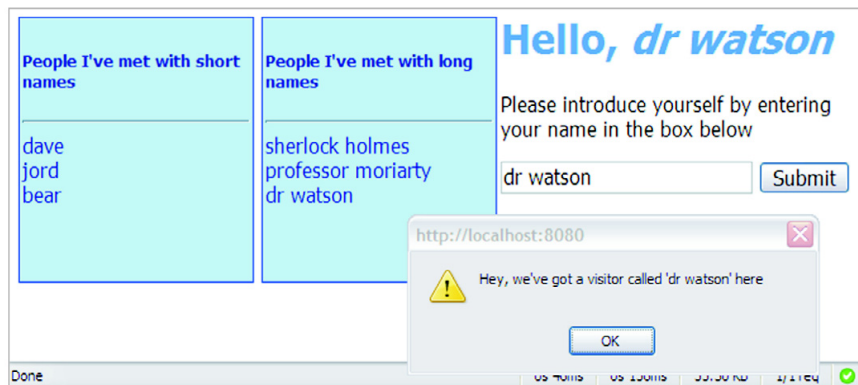 People I've met with short
names
dave
jord
bear
People I've met with long
names
sherlock holmes
professor moriarty
dr watson
Hello, dr watson
Please introduce yourself by entering
your name in the box below
dr watson
Submit
http://localhost:8080
Hey, we've got a visitor called 'dr watson' here
OK
Done